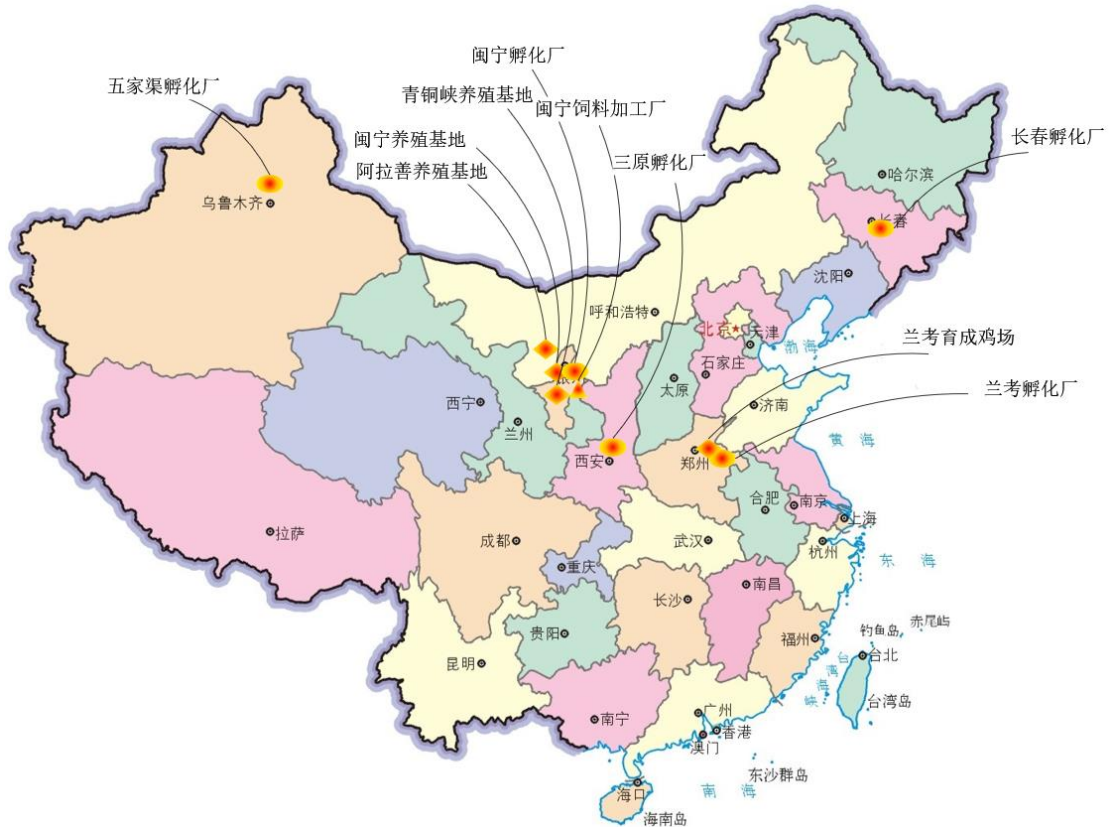 闽宁孵化厂
五家渠孵化厂
青铜峡养殖基地
闽宁饲料加工厂
长春孵化厂
闽宁养殖基地
三原孵化厂
阿拉善养殖基地
哈尔滨
乌鲁木齐
长春
沈阳
呼和浩特
北京
天津
渤海
兰考育成鸡场
石家庄
太原
兰考孵化厂
西宁
济南
兰州
黄海
郑州
西安
合肥
南京
上海
拉萨
成都
武汉
杭州
东海
重庆
南昌
长沙
赤尾屿
贵阳
福州
钓鱼岛
台北
昆明
台湾海峡
台湾岛
广州
南宁
香港
澳门
东沙群岛
海口
南海
海南岛